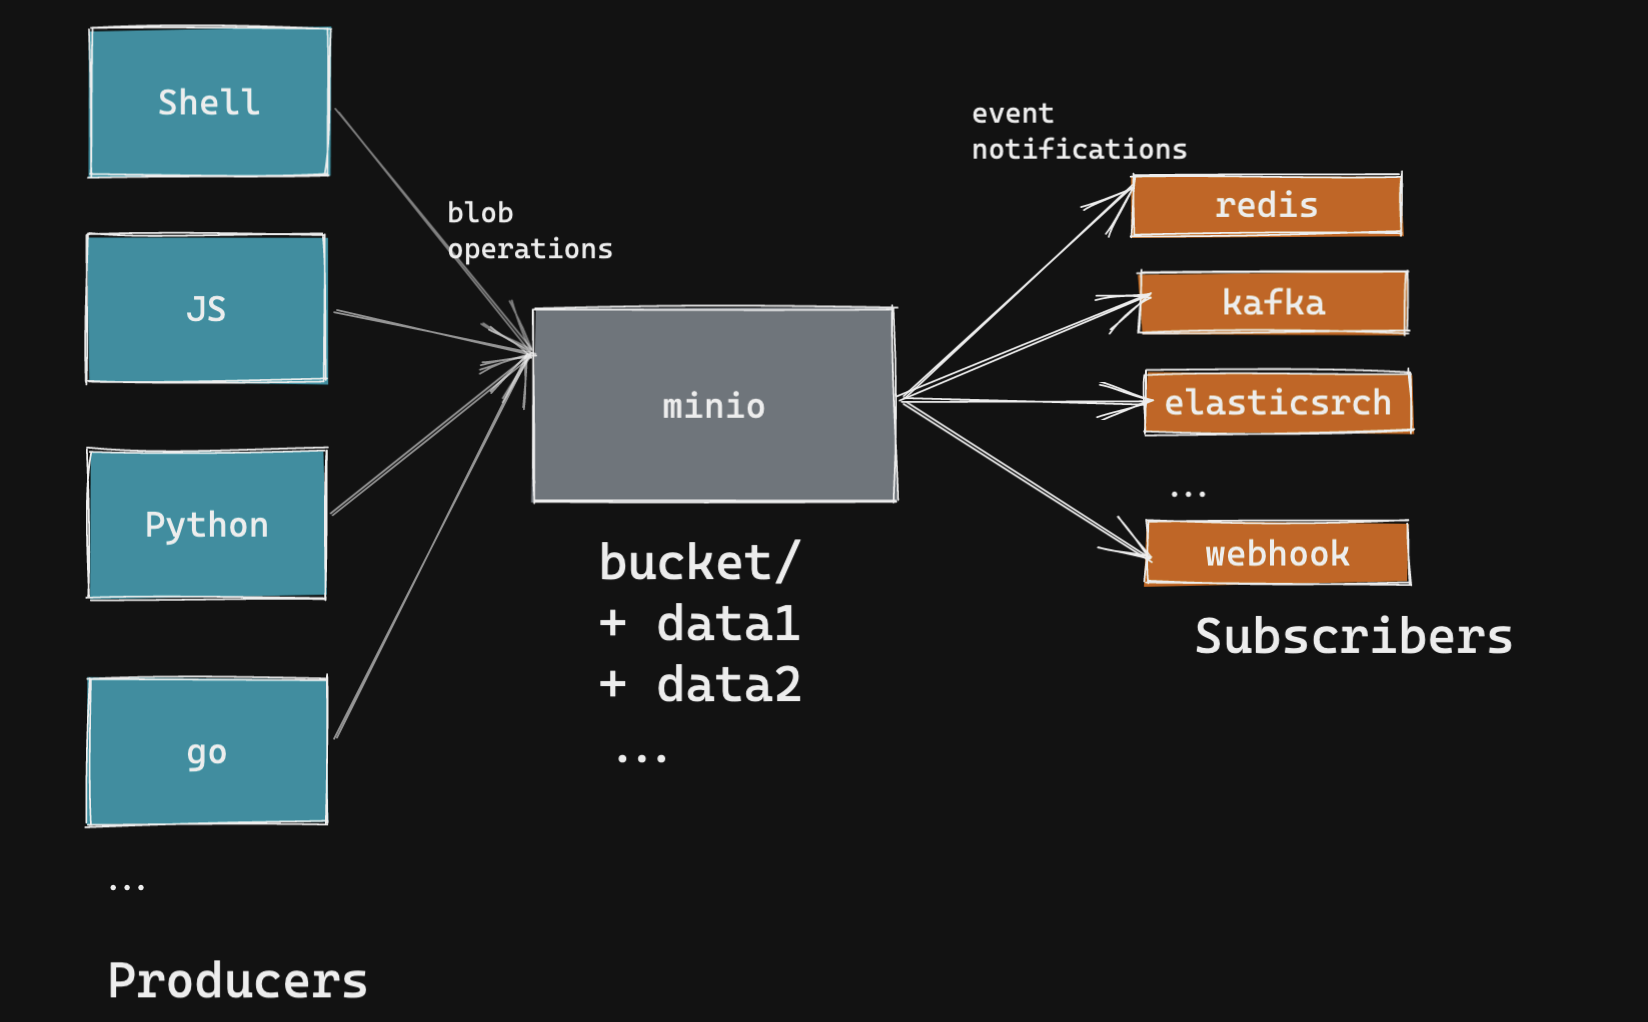 Shell
JS
Python
go
...
Producers
blob
operations
minio
bucket/
+ data1
+ data2
...
event
notifications
redis
kafka
elasticsrch
...
webhook
Subscribers